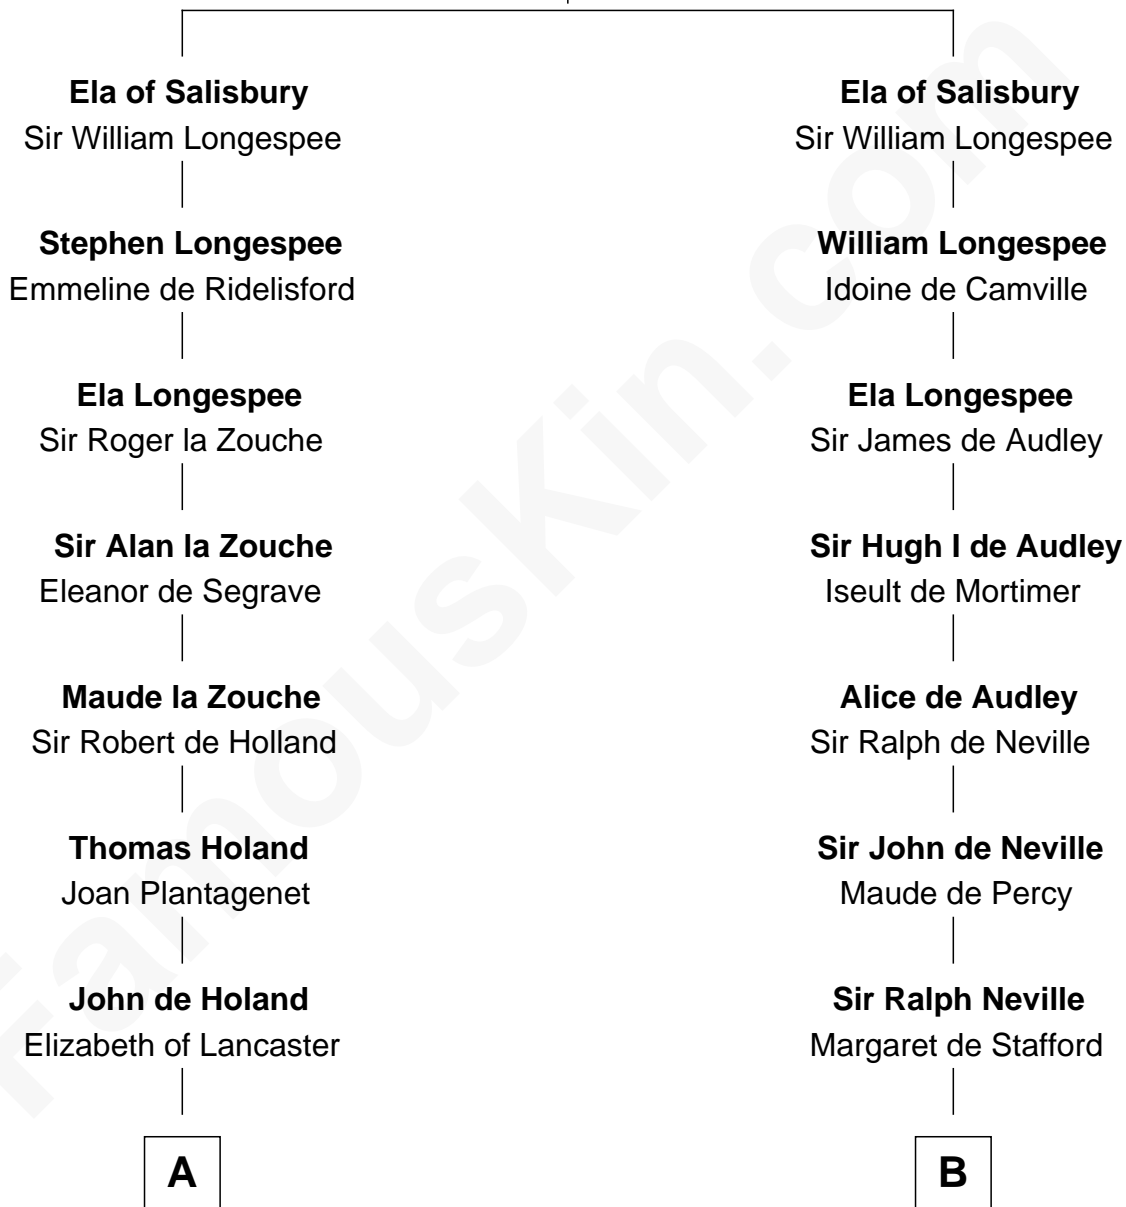 Ela of Salisbury
Sir William Longespee
Stephen Longespee
Emmeline de Ridelisford
Ela Longespee
Sir Roger la Zouche
Sir Alan la Zouche
Eleanor de Segrave
Maude la Zouche
Sir Robert de Holland
Thomas Holand
Joan Plantagenet
John de Holand
Elizabeth of Lancaster
A
Ela of Salisbury
Sir William Longespee
William Longespee
Idoine de Camville
Ela Longespee
Sir James de Audley
Sir Hugh I de Audley
Iseult de Mortimer
Alice de Audley
Sir Ralph de Neville
Sir John de Neville
Maude de Percy
Sir Ralph Neville
Margaret de Stafford
B
FamousKin.com